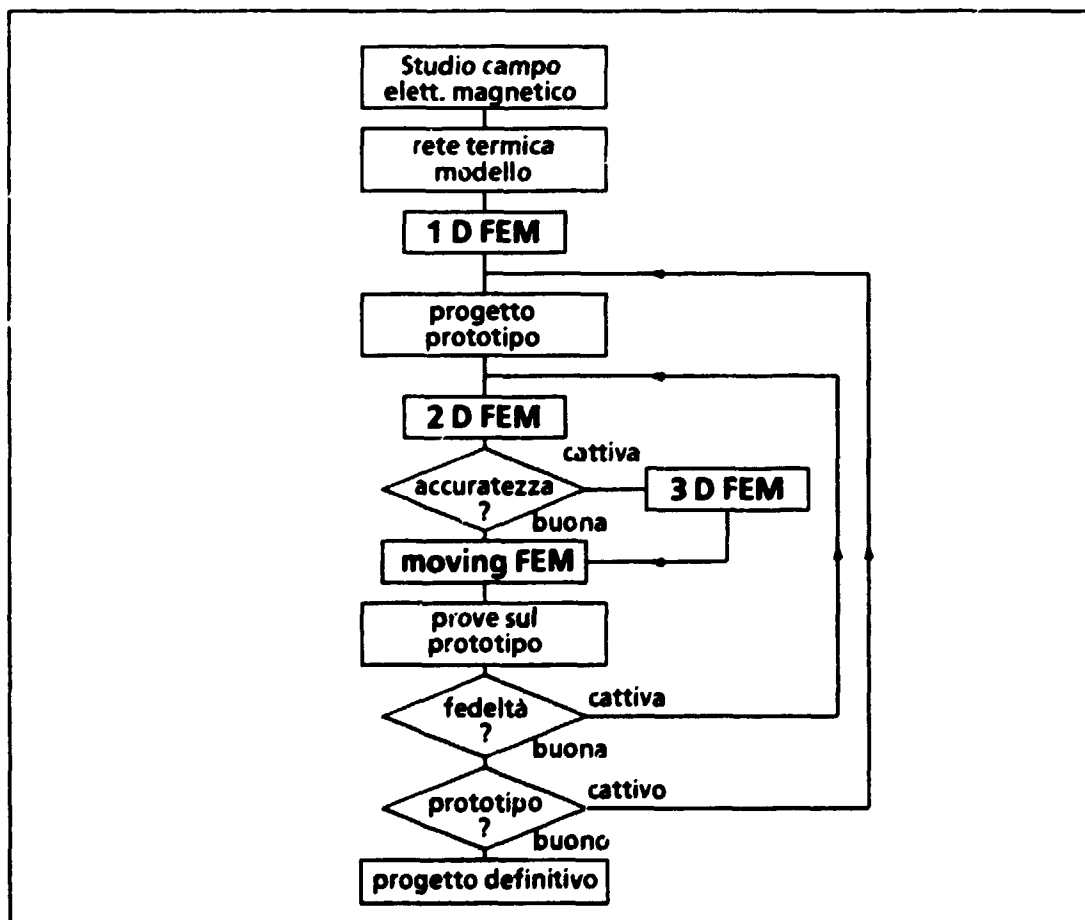 Studio campo
elett. magnetico
rete termica
modello
1 D FEM
progetto
prototipo
2 D FEM
cattiva
accuratezza
?
3 D FEM
buona
moving FEM
prove sul
prototipo
fedeltà
?
cattiva
buona
prototipo
?
cattivo
buono
progetto definitivo